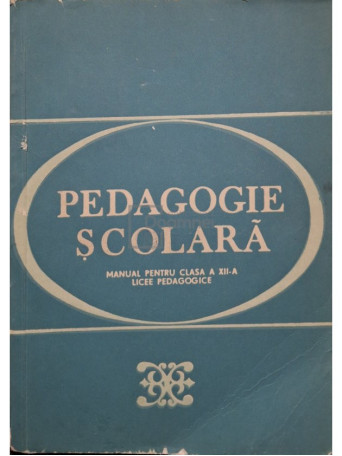 PEDAGOGIE
ȘCOLARĂ
MANUAL PENTRU CLASA A XII-A
LICEE PEDAGOGICE